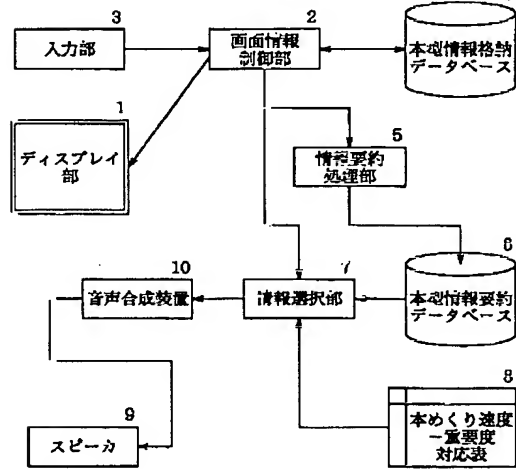 3
入力部
2
画面情報
制御部
本型情報格納
データベース
1
ディスプレイ
部
5
情報要約
処理部
6
本型情報要約
データベース
7
情報選択部
10
音声合成装置
8
本めくり速度
－重要度
対応表
9
スピーカ